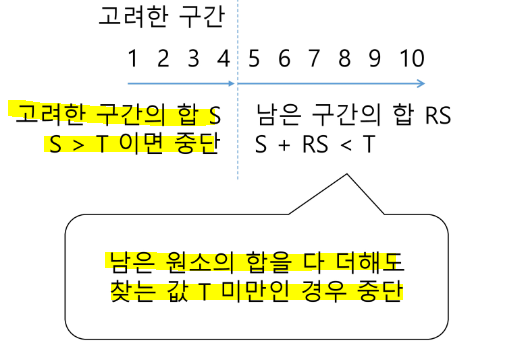 고려한 구간
1 2 3 4 5 6 7 8 9 10
고려한 구간의 합 S 남은 구간의 합 RS
S > T 이면 중단 S + RS < T
남은 원소의 합을 다 더해도
찾는 값 T 미만인 경우 중단